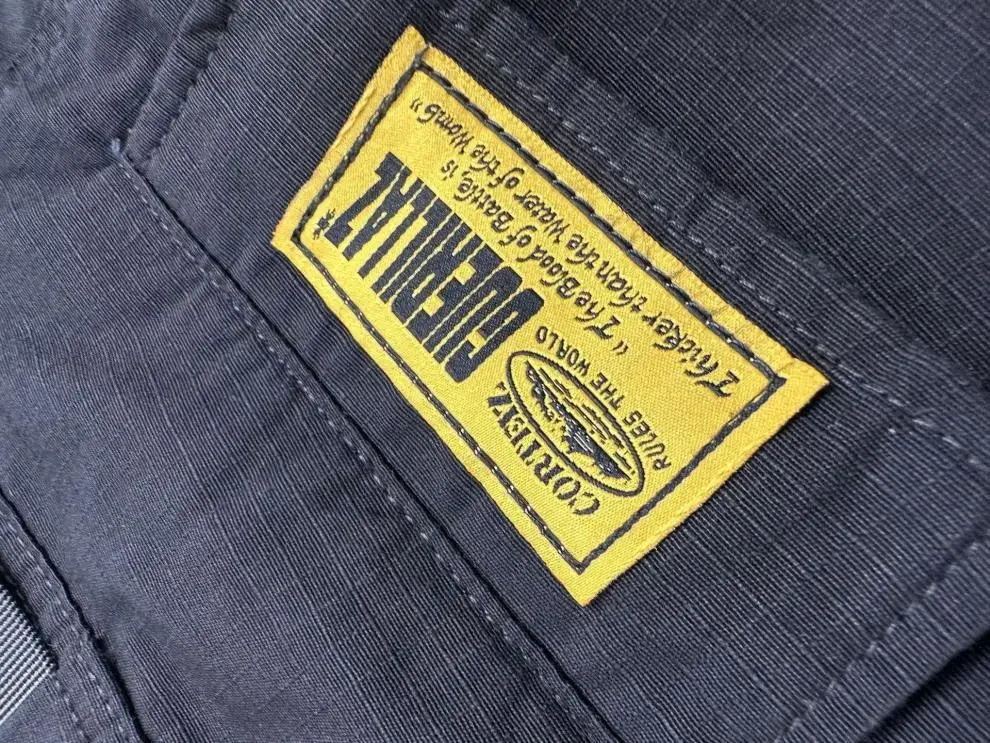 CORTEIZ
RULES THE WORLD
GUERILLAZ
“ The Blood of Battle is
Thicker than the Water of the Womb ”